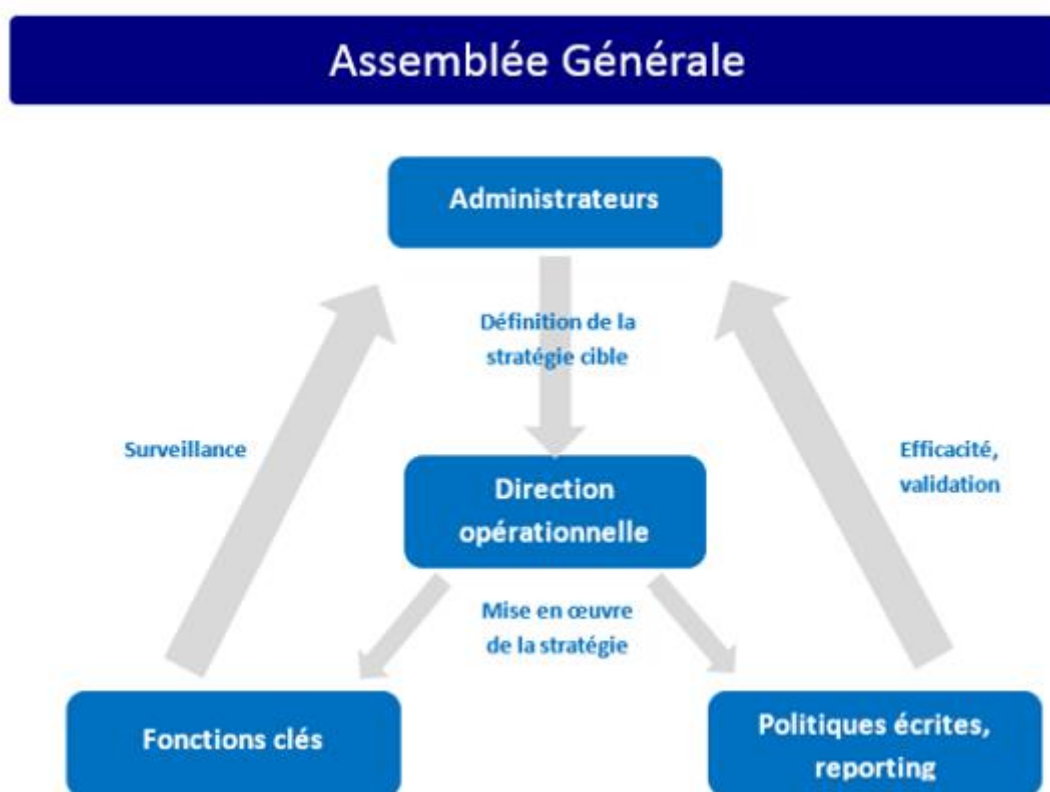 Assemblée Générale
Administrateurs
Définition de la
stratégie cible
Surveillance
Efficacité,
validation
Direction
opérationnelle
Mise en œuvre
de la stratégie
Fonctions clés
Politiques écrites,
reporting